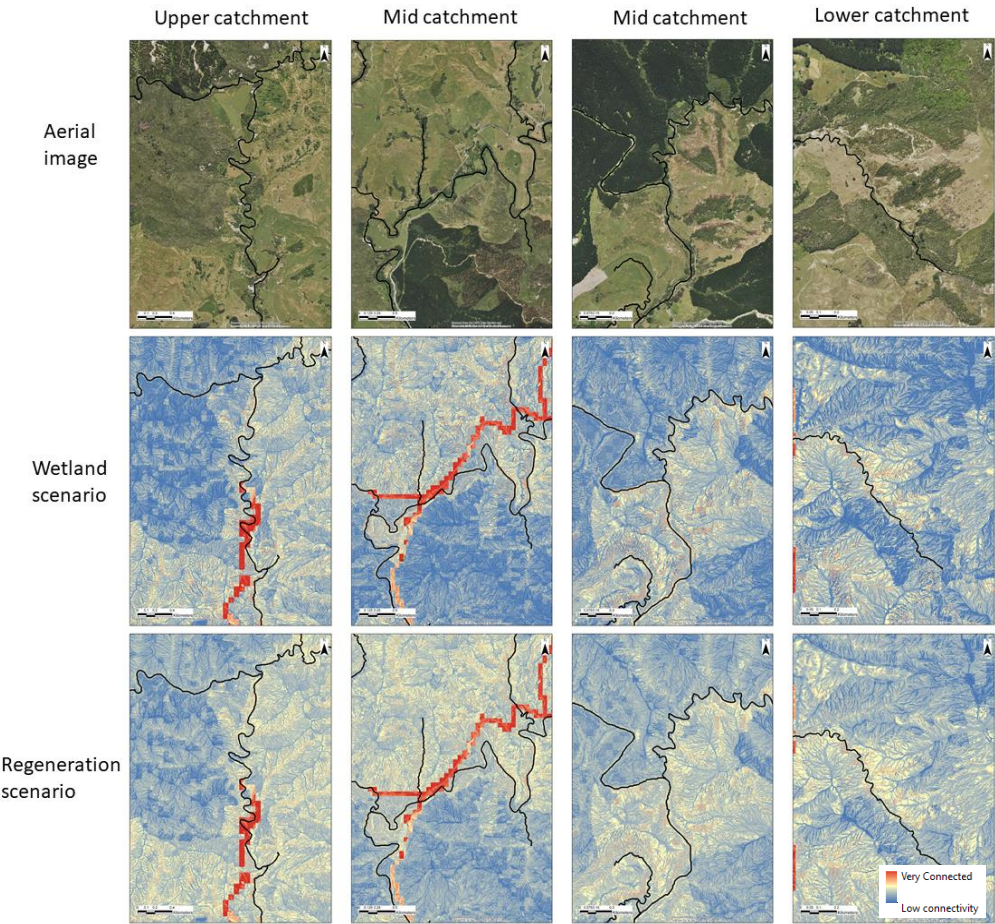 Upper catchment
Mid catchment
Mid catchment
Lower catchment
Aerial
image
Wetland
scenario
Regeneration
scenario
Very Connected
Low connectivity